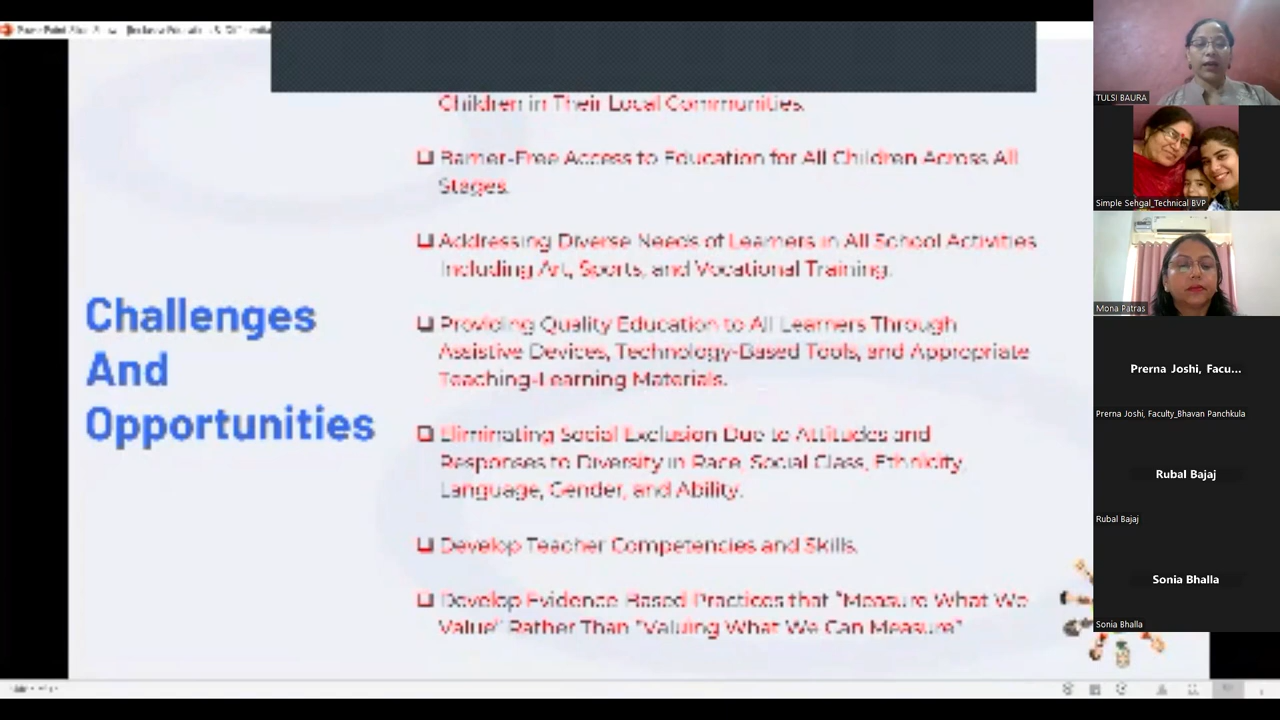 Children in Their Local Communities.
❑ Barrier-Free Access to Education for All Children Across All
Stages.
❑ Addressing Diverse Needs of Learners in All School Activities
Including Art, Sports, and Vocational Training.
Challenges
And
Opportunities
❑ Providing Quality Education to All Learners Through
Assistive Devices, Technology-Based Tools, and Appropriate
Teaching-Learning Materials.
❑ Eliminating Social Exclusion Due to Attitudes and
Responses to Diversity in Race, Social Class, Ethnicity,
Language, Gender, and Ability.
❑ Develop Teacher Competencies and Skills.
❑ Develop Evidence-Based Practices that “Measure What We
Value” Rather Than “Valuing What We Can Measure”
TULSI BAURA
Simple Sehgal_Technical BVP
Mona Patras
Prerna Joshi, Facu...
Prerna Joshi, Faculty_Bhavan Panchkula
Rubal Bajaj
Rubal Bajaj
Sonia Bhalla
Sonia Bhalla